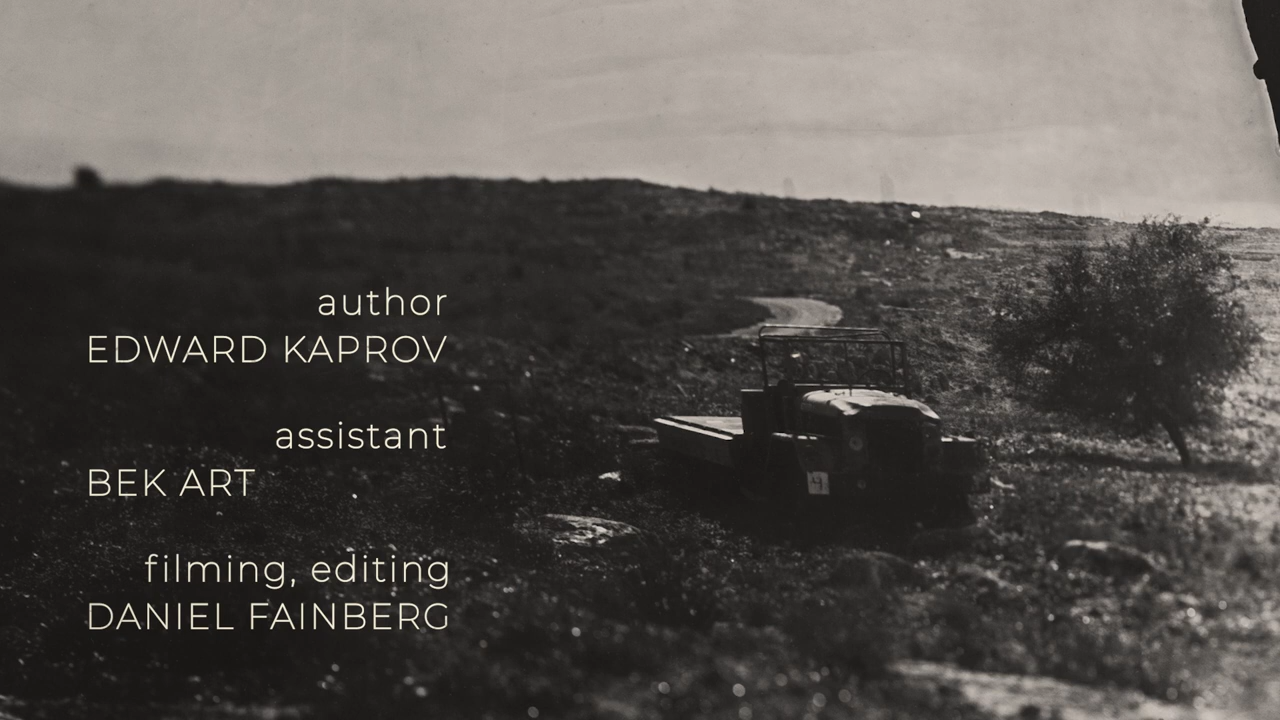 author
EDWARD KAPROV
assistant
BEK ART
filming, editing
DANIEL FAINBERG